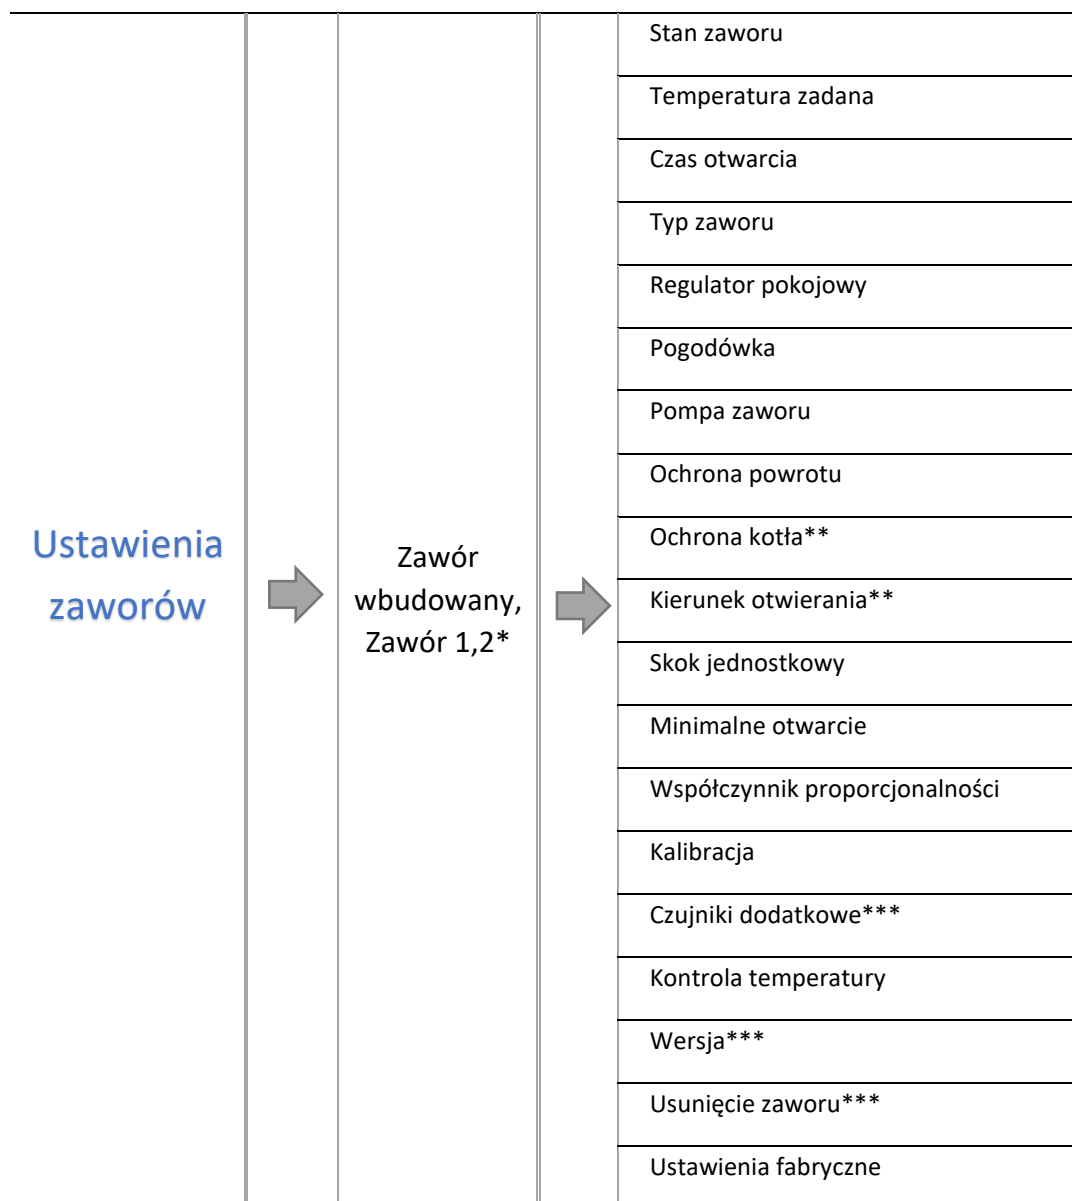 Ustawienia
zaworów
Zawór
wbudowany,
Zawór 1,2*
Stan zaworu
Temperatura zadana
Czas otwarcia
Typ zaworu
Regulator pokojowy
Pogodówka
Pompa zaworu
Ochrona powrotu
Ochrona kotła**
Kierunek otwierania**
Skok jednostkowy
Minimalne otwarcie
Współczynnik proporcjonalności
Kalibracja
Czujniki dodatkowe***
Kontrola temperatury
Wersja***
Usunięcie zaworu***
Ustawienia fabryczne